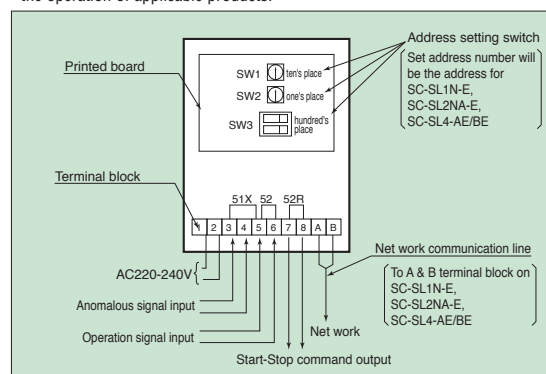 the operation of applicable products.
Address setting switch
Set address number will
be the address for
SC-SL1N-E,
SC-SL2NA-E,
SC-SL4-AE/BE
Printed board
SW1 ten's place
SW2 one's place
SW3 hundred's
place
Terminal block
51X 52 52R
1 2 3 4 5 6 7 8 A B
Net work communication line
AC220-240V
To A & B terminal block on
SC-SL1N-E,
SC-SL2NA-E,
SC-SL4-AE/BE
Anomalous signal input
Net work
Operation signal input
Start-Stop command output